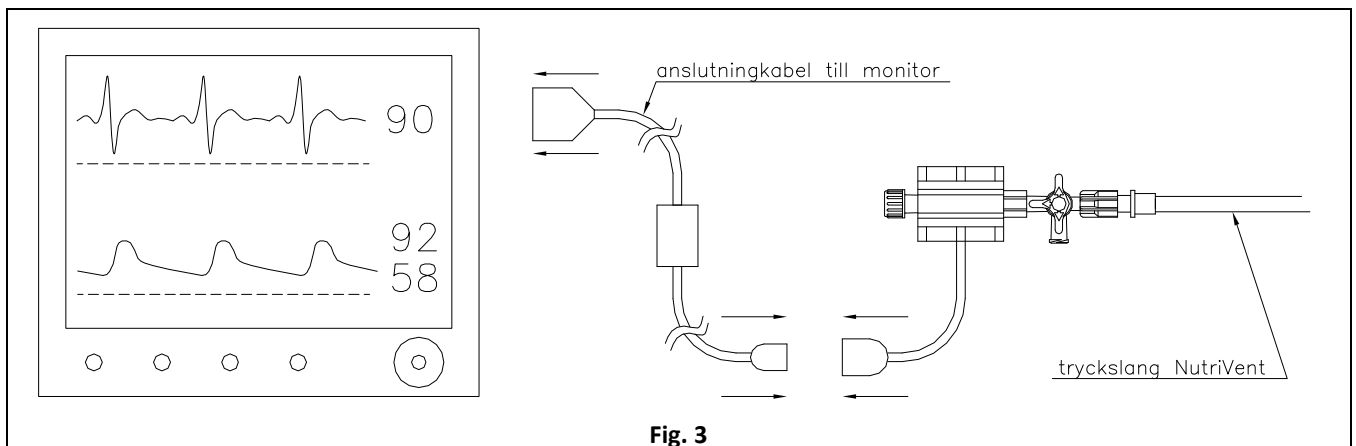 anslutningkabel till monitor
90
92
58
tryckslang NutriVent
Fig. 3